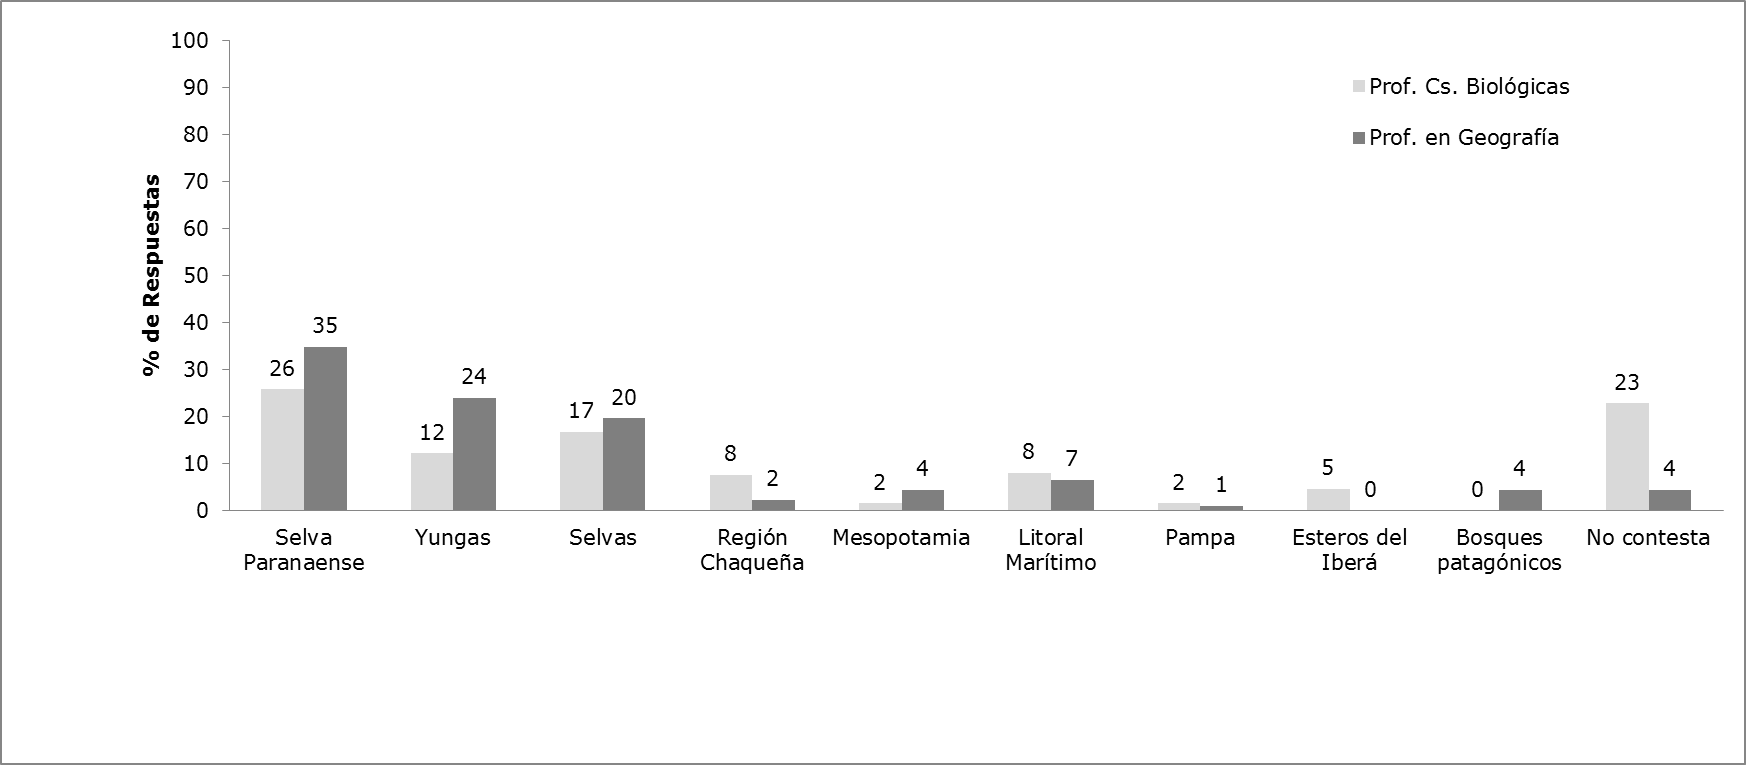 100
90
80
70
60
50
40
30
20
10
0
% de Respuestas
Prof. Cs. Biológicas
Prof. en Geografía
26 35
12 24
17 20
8 2
2 4
8 7
2 1
5 0
0 4
23 4
Selva
Paranaense
Yungas
Selvas
Región
Chaqueña
Mesopotamia
Litoral
Marítimo
Pampa
Esteros del
Iberá
Bosques
patagónicos
No contesta